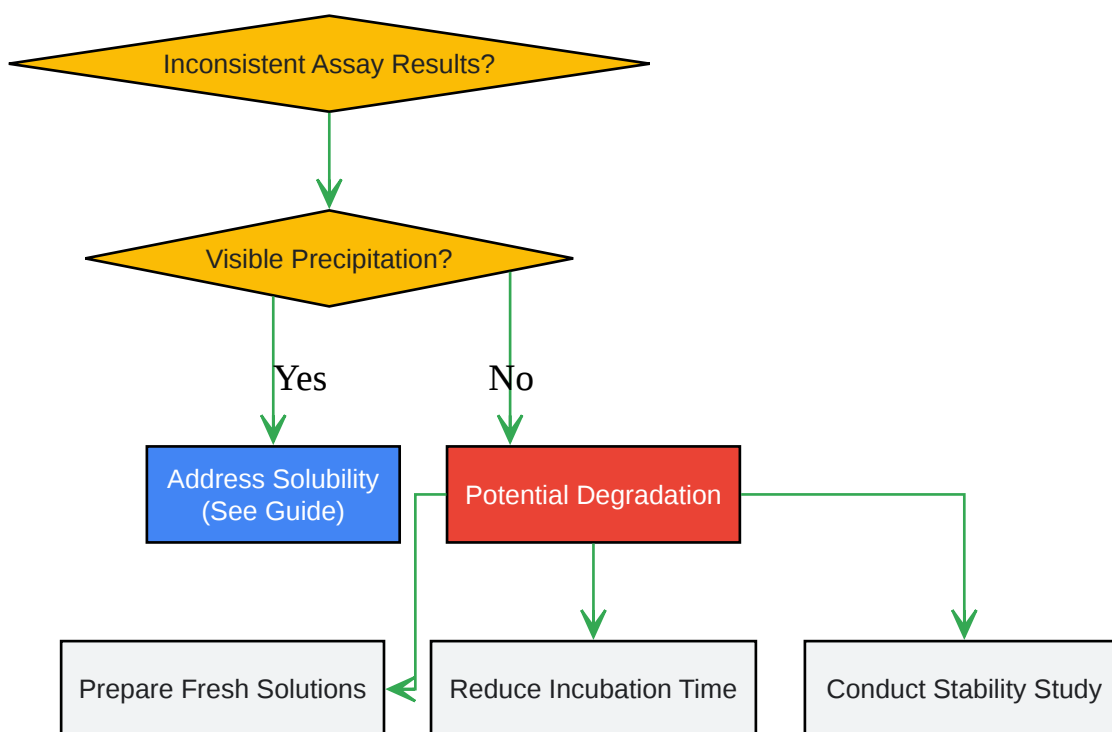 Inconsistent Assay Results?
Visible Precipitation?
Yes
No
Address Solubility
(See Guide)
Potential Degradation
Prepare Fresh Solutions
Reduce Incubation Time
Conduct Stability Study